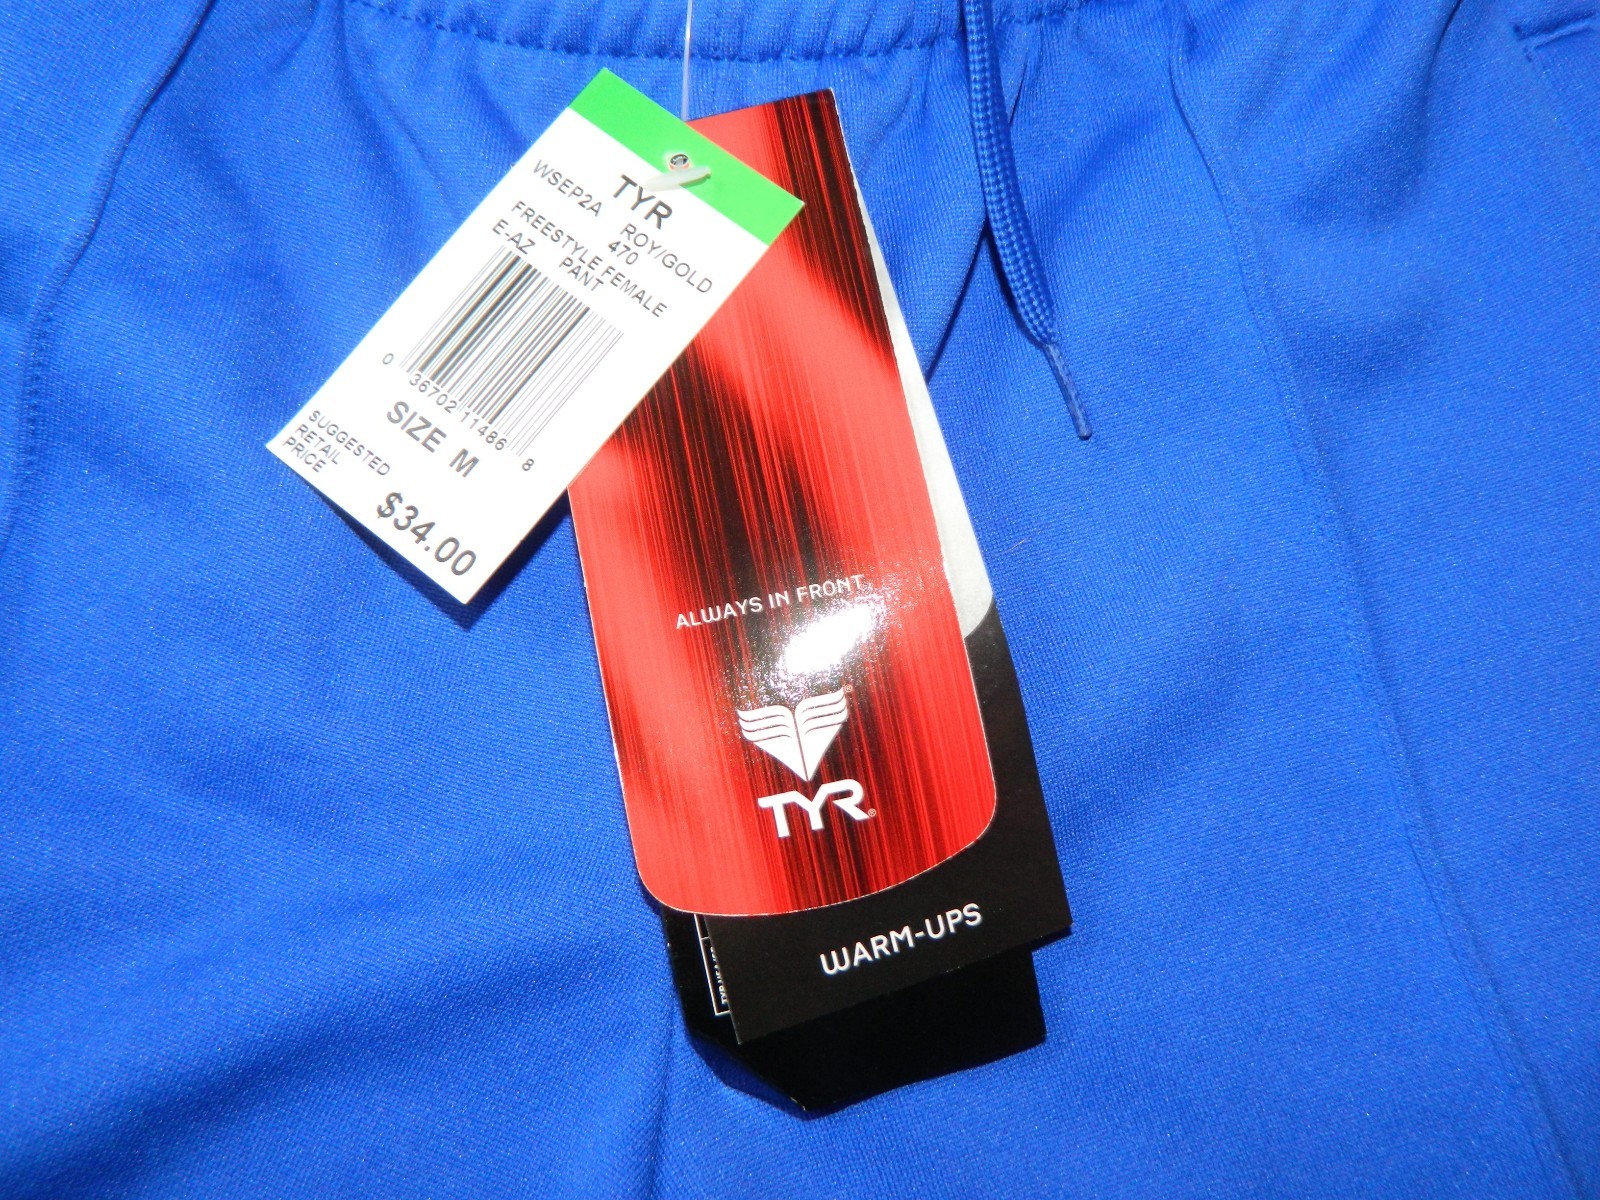 TYR
WSEP2A ROY/GOLD
470
FREESTYLE FEMALE
E-AZ PANT
0 36702 11486 8
SIZE M
SUGGESTED
RETAIL
PRICE
$34.00
ALWAYS IN FRONT
TYR®
WARM-UPS